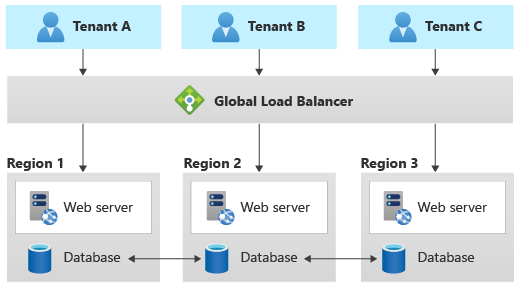 Tenant A
Tenant B
Tenant C
Global Load Balancer
Region 1
Region 2
Region 3
Web server
Web server
Web server
Database
Database
Database